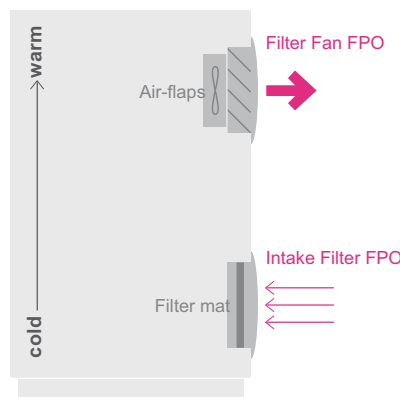 Filter Fan FPO
warm
Air-flaps
Intake Filter FPO
Filter mat
cold